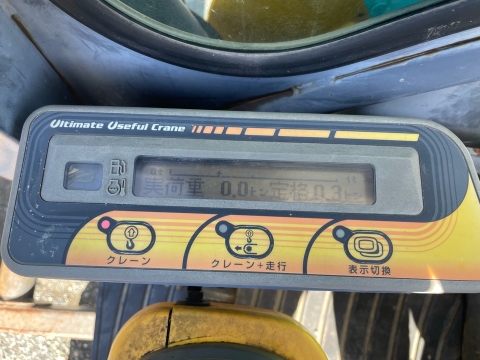 Ultimate Useful Crane
実荷重 0.0t 定格 0.3t
クレーン
クレーン+走行
表示切換